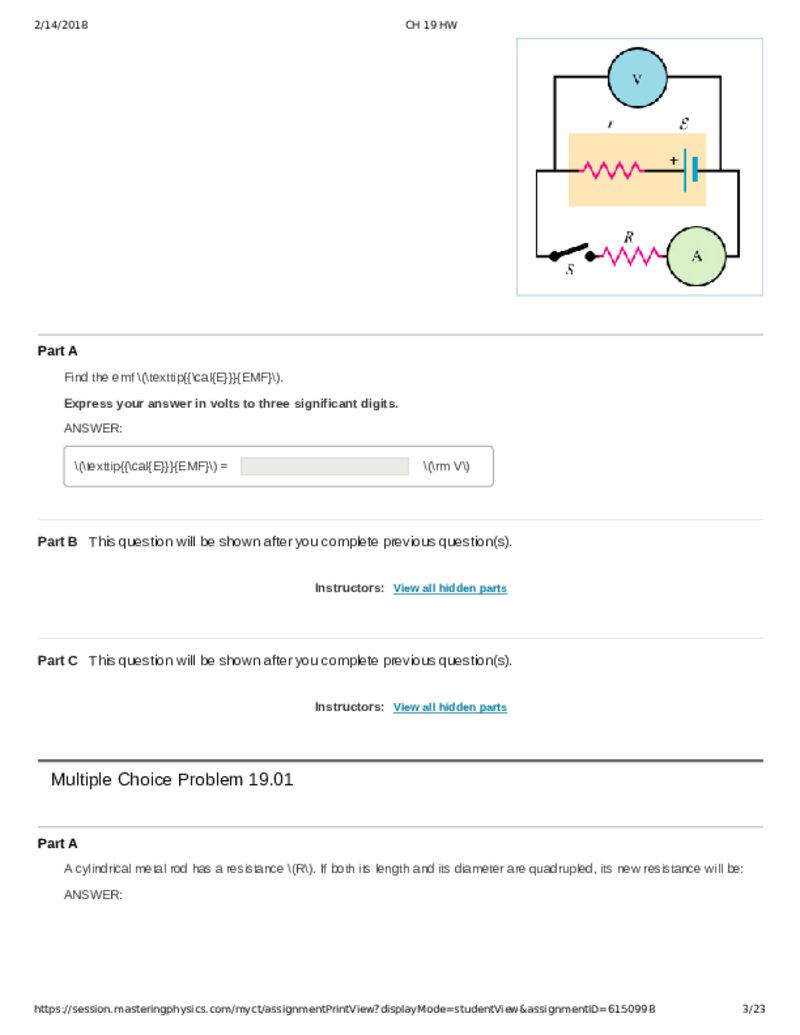 2/14/2018 CH 19 HW
V
r ℰ
+
R
A
S
Part A
Find the emf \(\texttip{{\cal{E}}}{EMF}\).
Express your answer in volts to three significant digits.
ANSWER:
\(\texttip{{\cal{E}}}{EMF}\) = \(\rm V\)
Part B This question will be shown after you complete previous question(s).
Instructors: View all hidden parts
Part C This question will be shown after you complete previous question(s).
Instructors: View all hidden parts
Multiple Choice Problem 19.01
Part A
A cylindrical metal rod has a resistance \(R\). If both its length and its diameter are quadrupled, its new resistance will be:
ANSWER:
https://session.masteringphysics.com/myct/assignmentPrintView?displayMode=studentView&assignmentID=6150998 3/23